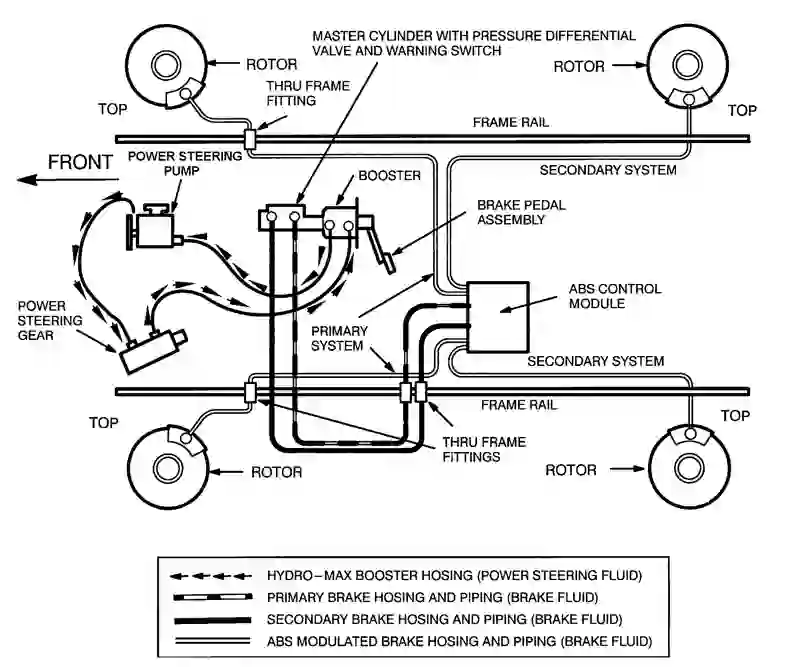 MASTER CYLINDER WITH PRESSURE DIFFERENTIAL
VALVE AND WARNING SWITCH
ROTOR
ROTOR
THRU FRAME
FITTING
TOP
TOP
FRAME RAIL
FRONT
POWER STEERING
PUMP
BOOSTER
SECONDARY SYSTEM
BRAKE PEDAL
ASSEMBLY
ABS CONTROL
MODULE
POWER
STEERING
GEAR
PRIMARY
SYSTEM
SECONDARY SYSTEM
FRAME RAIL
TOP
TOP
THRU FRAME
FITTINGS
ROTOR
ROTOR
HYDRO-MAX BOOSTER HOSING (POWER STEERING FLUID)
PRIMARY BRAKE HOSING AND PIPING (BRAKE FLUID)
SECONDARY BRAKE HOSING AND PIPING (BRAKE FLUID)
ABS MODULATED BRAKE HOSING AND PIPING (BRAKE FLUID)